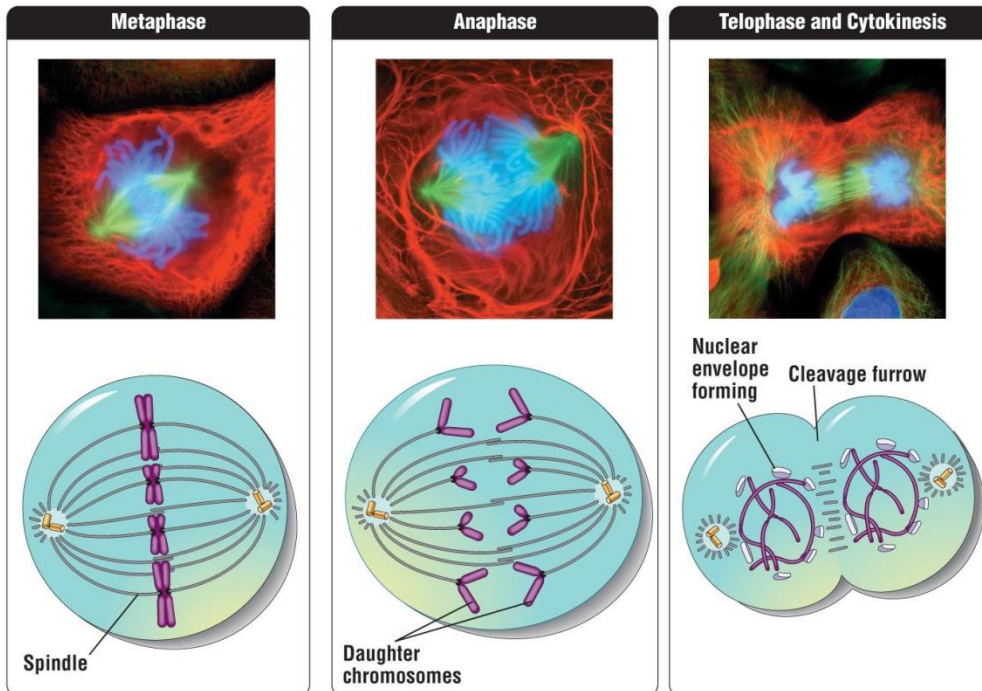 Metaphase
Anaphase
Telophase and Cytokinesis
Nuclear
envelope
forming
Cleavage furrow
Spindle
Daughter
chromosomes